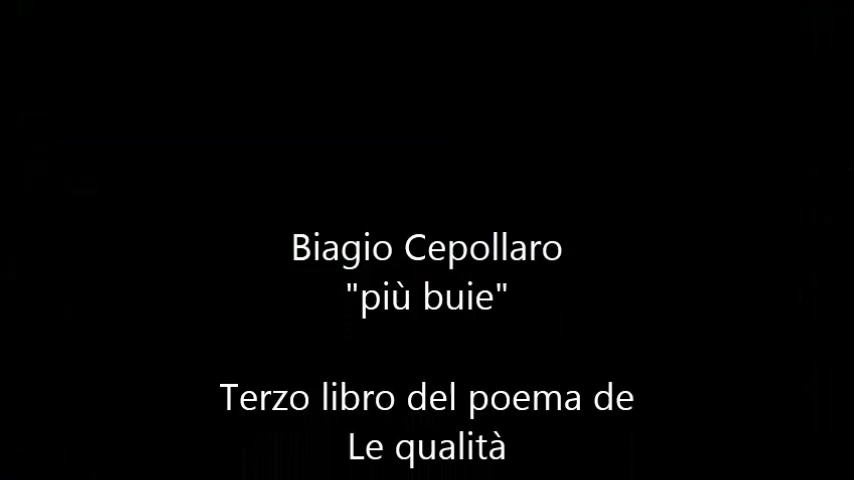 Biagio Cepollaro
"più buie"
Terzo libro del poema de
Le qualità